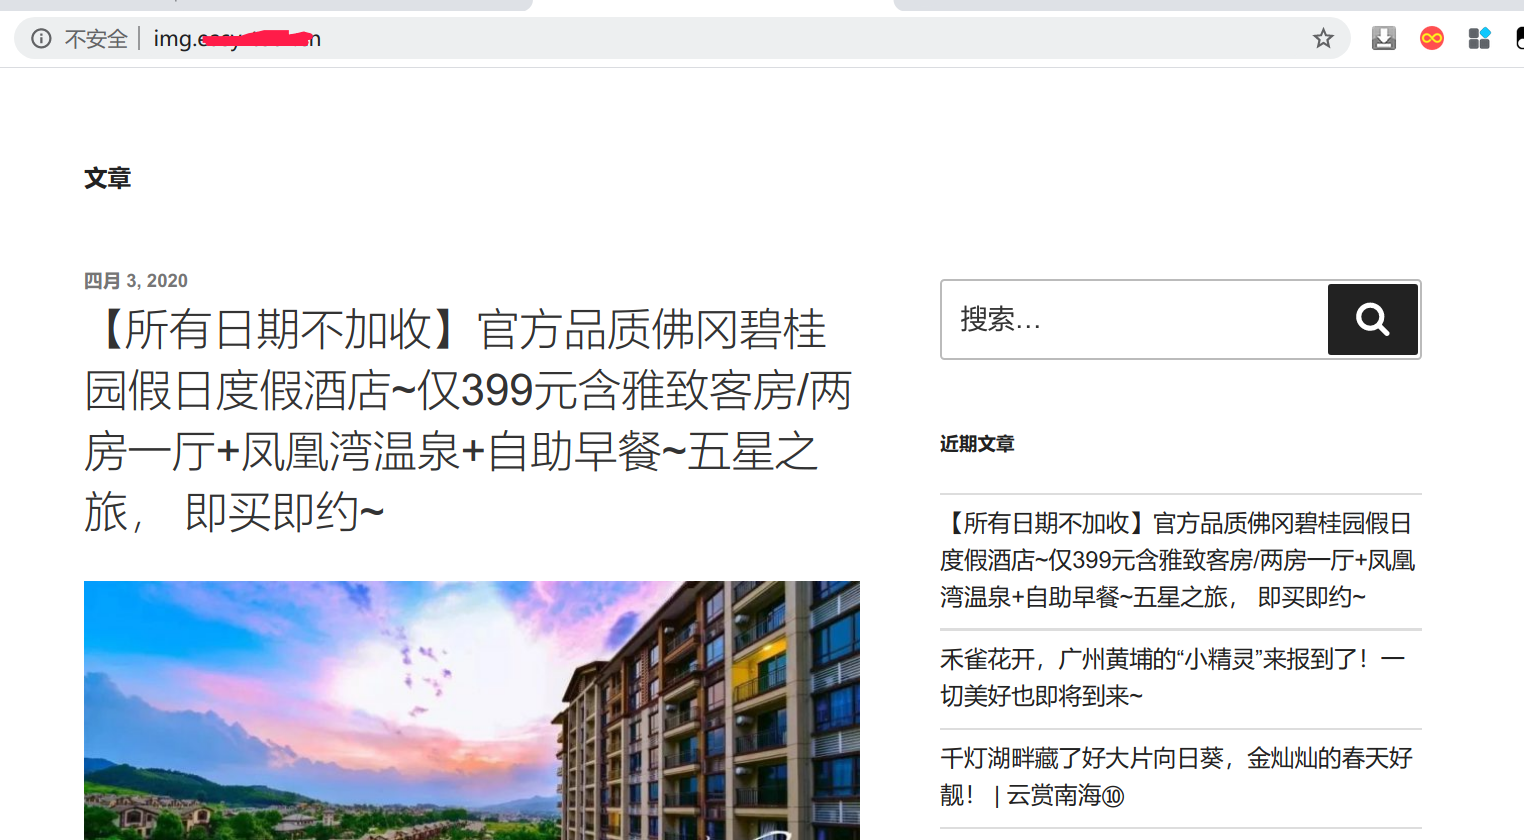 不安全
img.
文章
四月 3, 2020
【所有日期不加收】官方品质佛冈碧桂
园假日度假酒店~仅399元含雅致客房/两
房一厅+凤凰湾温泉+自助早餐~五星之
旅， 即买即约~
搜索…
近期文章
【所有日期不加收】官方品质佛冈碧桂园假日
度假酒店~仅399元含雅致客房/两房一厅+凤凰
湾温泉+自助早餐~五星之旅， 即买即约~
禾雀花开，广州黄埔的“小精灵”来报到了！一
切美好也即将到来~
千灯湖畔藏了好大片向日葵，金灿灿的春天好
靓！ | 云赏南海⑩